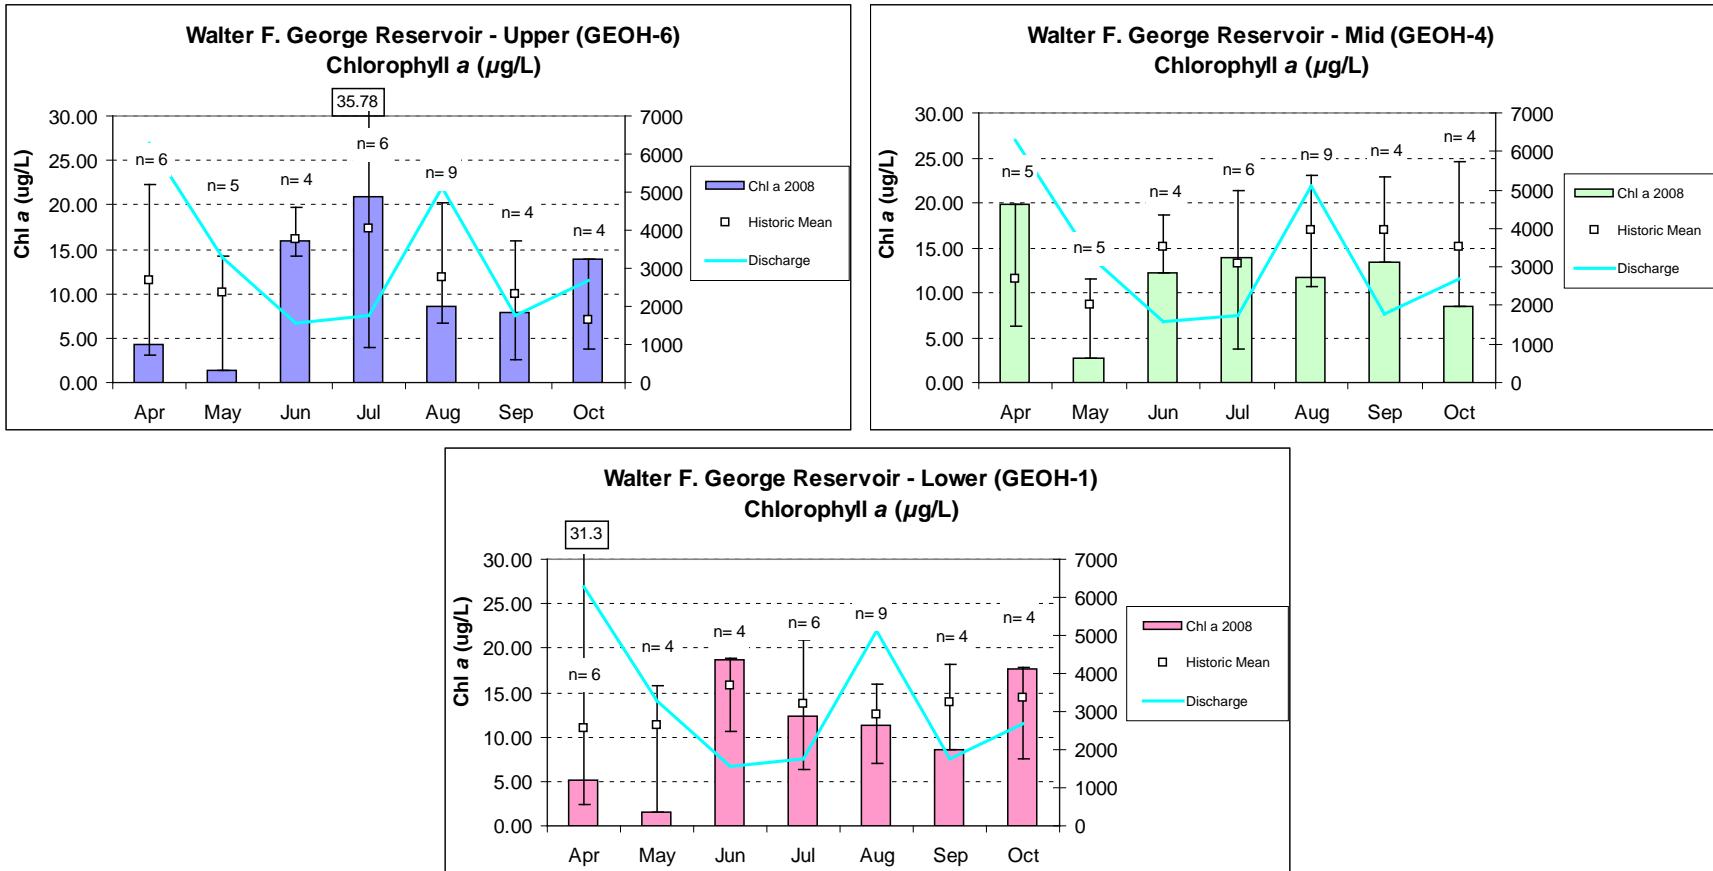 Walter F. George Reservoir - Upper (GEOH-6)
Chlorophyll a (µg/L)
35.78
30.00
25.00
20.00
15.00
10.00
5.00
0.00
Chl a (ug/L)
n= 6
n= 5
n= 4
n= 6
n= 9
n= 4
n= 4
7000
6000
5000
4000
3000
2000
1000
0
Apr May Jun Jul Aug Sep Oct
Chl a 2008
Historic Mean
Discharge
Walter F. George Reservoir - Mid (GEOH-4)
Chlorophyll a (µg/L)
30.00
25.00
20.00
15.00
10.00
5.00
0.00
Chl a (ug/L)
n= 5
n= 5
n= 4
n= 6
n= 9
n= 4
n= 4
7000
6000
5000
4000
3000
2000
1000
0
Apr May Jun Jul Aug Sep Oct
Chl a 2008
Historic Mean
Discharge
Walter F. George Reservoir - Lower (GEOH-1)
Chlorophyll a (µg/L)
31.3
30.00
25.00
20.00
15.00
10.00
5.00
0.00
Chl a (ug/L)
n= 6
n= 4
n= 4
n= 6
n= 9
n= 4
n= 4
7000
6000
5000
4000
3000
2000
1000
0
Apr May Jun Jul Aug Sep Oct
Chl a 2008
Historic Mean
Discharge